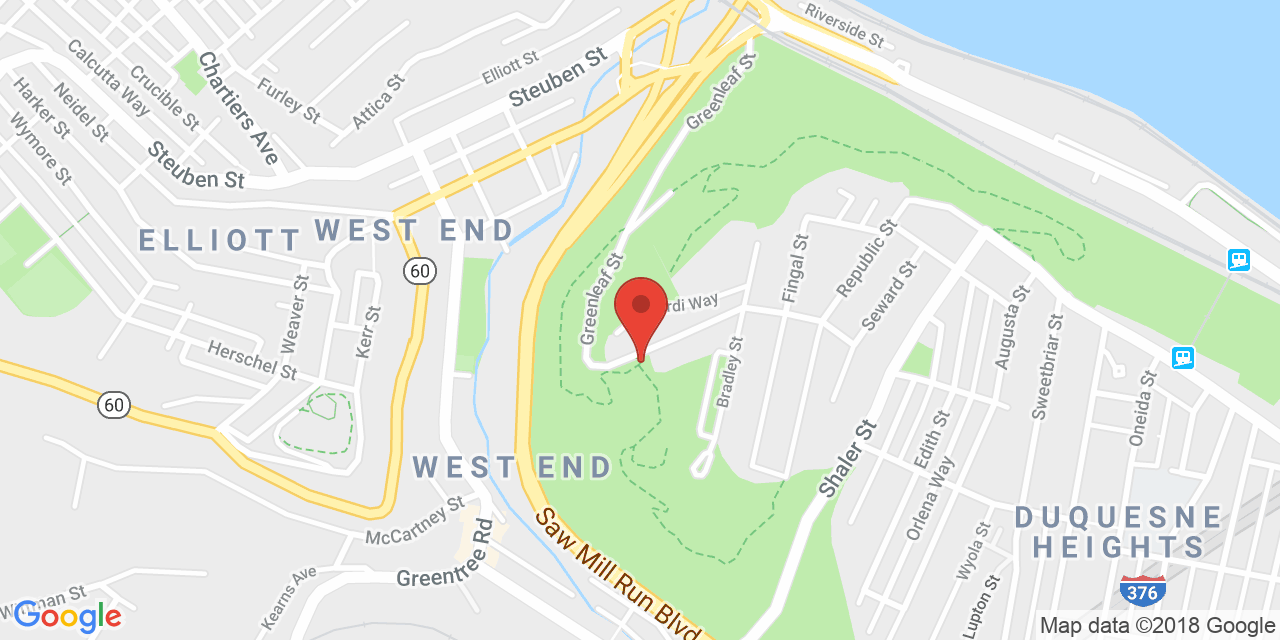 Riverside St
Elliott St
Steuben St
Greenleaf St
Calcutta Way
Crucible St
Neidel St
Harker St
Wymore St
Chartiers Ave
Furley St
Attica St
Steuben St
ELLIOTT
WEST END
60
Weaver St
Kerr St
Herschel St
60
Greenleaf St
rdi Way
Bradley St
Fingal St
Republic St
Seward St
Augusta St
Sweetbriar St
Oneida St
Shaler St
Edith St
Orlena Way
WEST END
McCartney St
Greentree Rd
Kearns Ave
Saw Mill Run Blvd
DUQUESNE
HEIGHTS
Wyola St
Lupton St
376
Google
Map data ©2018 Google